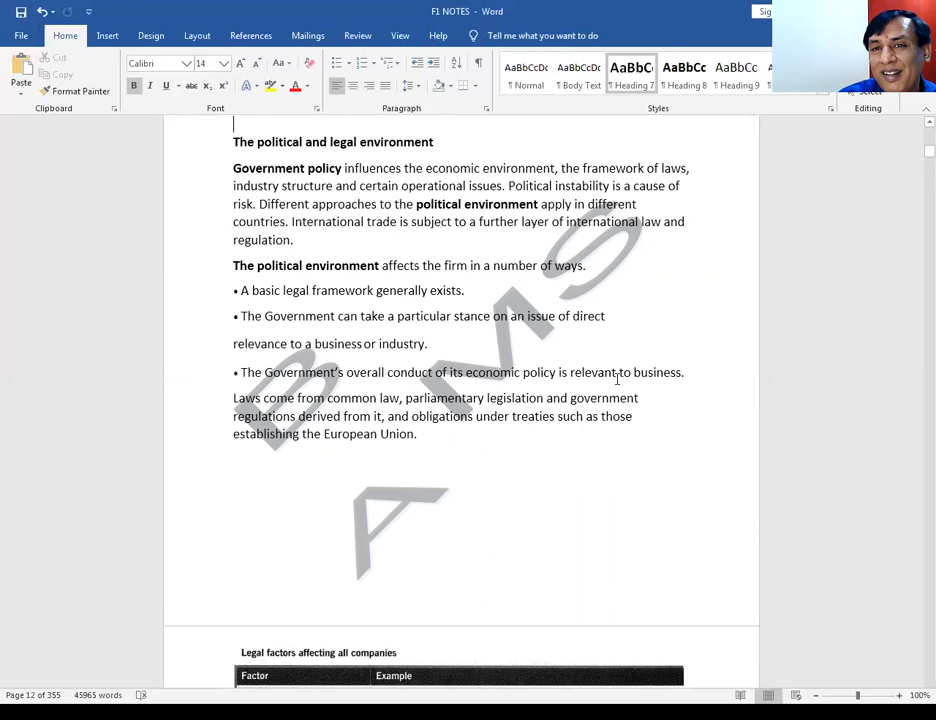 F1 NOTES - Word
Sig
File Home Insert Design Layout References Mailings Review View Help Tell me what you want to do
Paste
Cut
Copy
Format Painter
Clipboard
Calibri 14
Font
Paragraph
AaBbCcDc AaBbCcDc AaBbC AaBbCc AaBbCc
¶ Normal ¶ Body Text ¶ Heading 7 ¶ Heading 8 ¶ Heading 9
Styles
Editing
The political and legal environment
Government policy influences the economic environment, the framework of laws,
industry structure and certain operational issues. Political instability is a cause of
risk. Different approaches to the political environment apply in different
countries. International trade is subject to a further layer of international law and
regulation.
The political environment affects the firm in a number of ways.
• A basic legal framework generally exists.
• The Government can take a particular stance on an issue of direct
relevance to a business or industry.
• The Government's overall conduct of its economic policy is relevant to business.
Laws come from common law, parliamentary legislation and government
regulations derived from it, and obligations under treaties such as those
establishing the European Union.
A BMS
Legal factors affecting all companies
Factor Example
Page 12 of 355 45965 words
100%